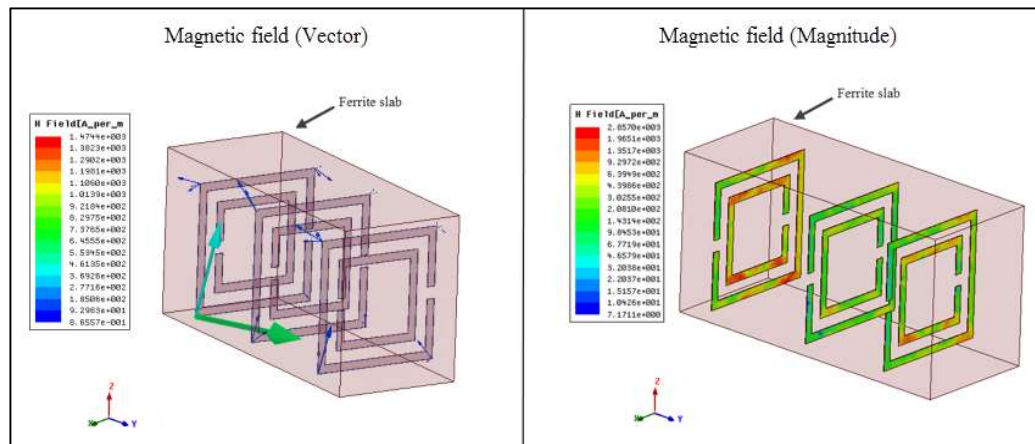 Magnetic field (Vector)
Ferrite slab
H Field[A_per_m
1.4744e+003
1.3823e+003
1.2902e+003
1.1981e+003
1.1060e+003
1.0139e+003
9.2184e+002
8.2975e+002
7.3765e+002
6.4555e+002
5.5345e+002
4.6135e+002
3.6926e+002
2.7716e+002
1.8506e+002
9.2963e+001
8.6557e-001
Z
X
Y
Magnetic field (Magnitude)
Ferrite slab
H Field[A_per_m
2.8570e+003
1.9651e+003
1.3517e+003
9.2972e+002
6.3949e+002
4.3986e+002
3.0255e+002
2.0810e+002
1.4314e+002
9.8453e+001
6.7719e+001
4.6579e+001
3.2038e+001
2.2037e+001
1.5157e+001
1.0426e+001
7.1711e+000
Z
X
Y